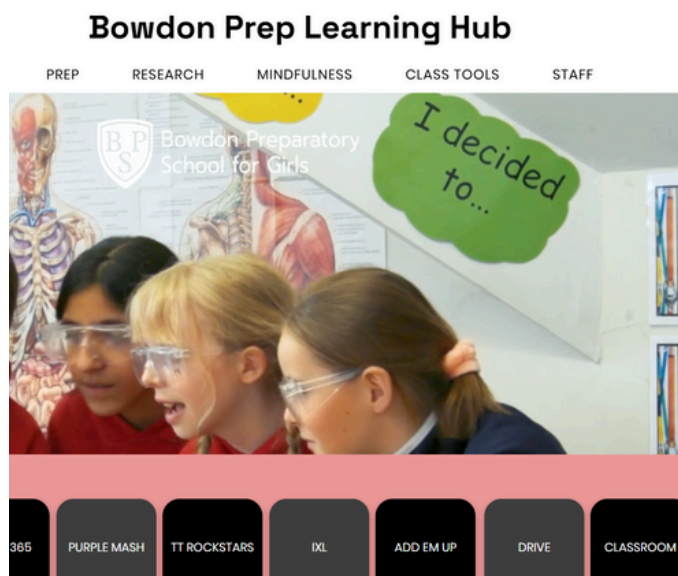 Bowdon Prep Learning Hub
PREP RESEARCH MINDFULNESS CLASS TOOLS STAFF
BPS Bowdon Preparatory
School for Girls
I decided
to...
365 PURPLE MASH TT ROCKSTARS IXL ADD EM UP DRIVE CLASSROOM